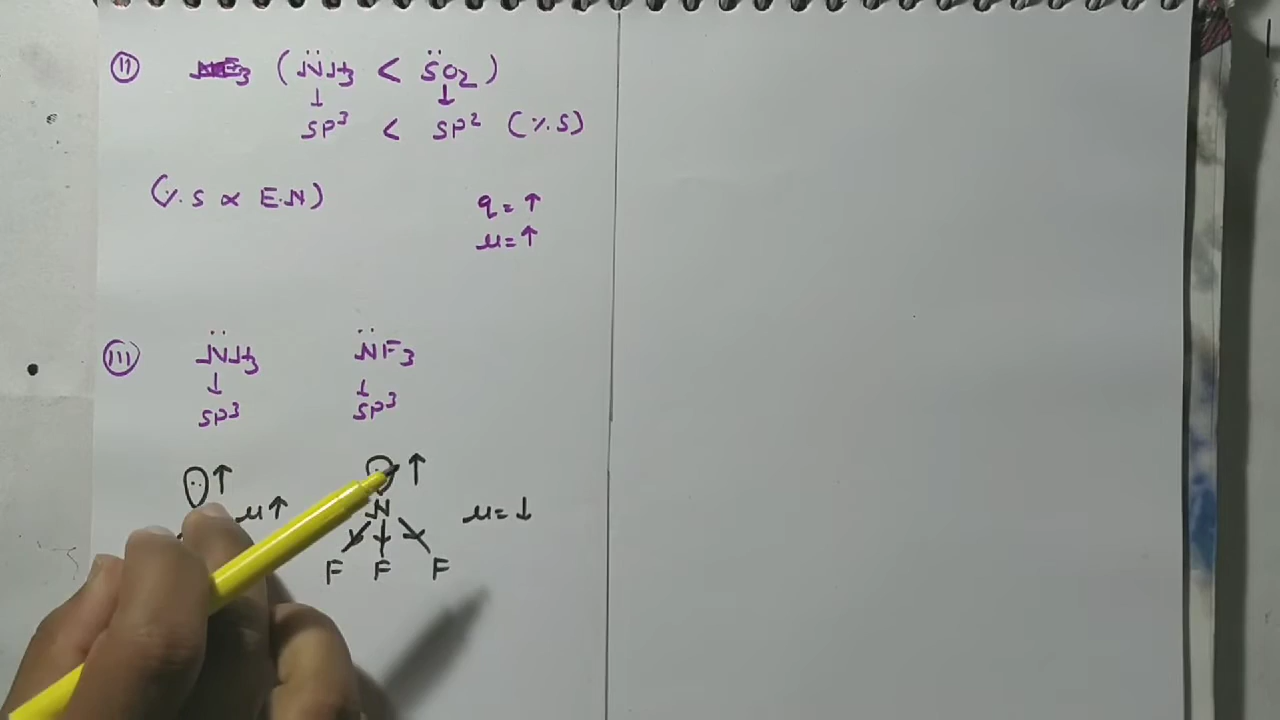 (ii) (N̈H₃ < S̈O₂)
↓ ↓
SP³ < SP² (%S)
(%.S ∝ E.N)
q = ↑
μ = ↑
(iii) N̈H₃ N̈F₃
↓ ↓
SP³ SP³
↑ ↑
μ↑ N μ = ↓
F F F